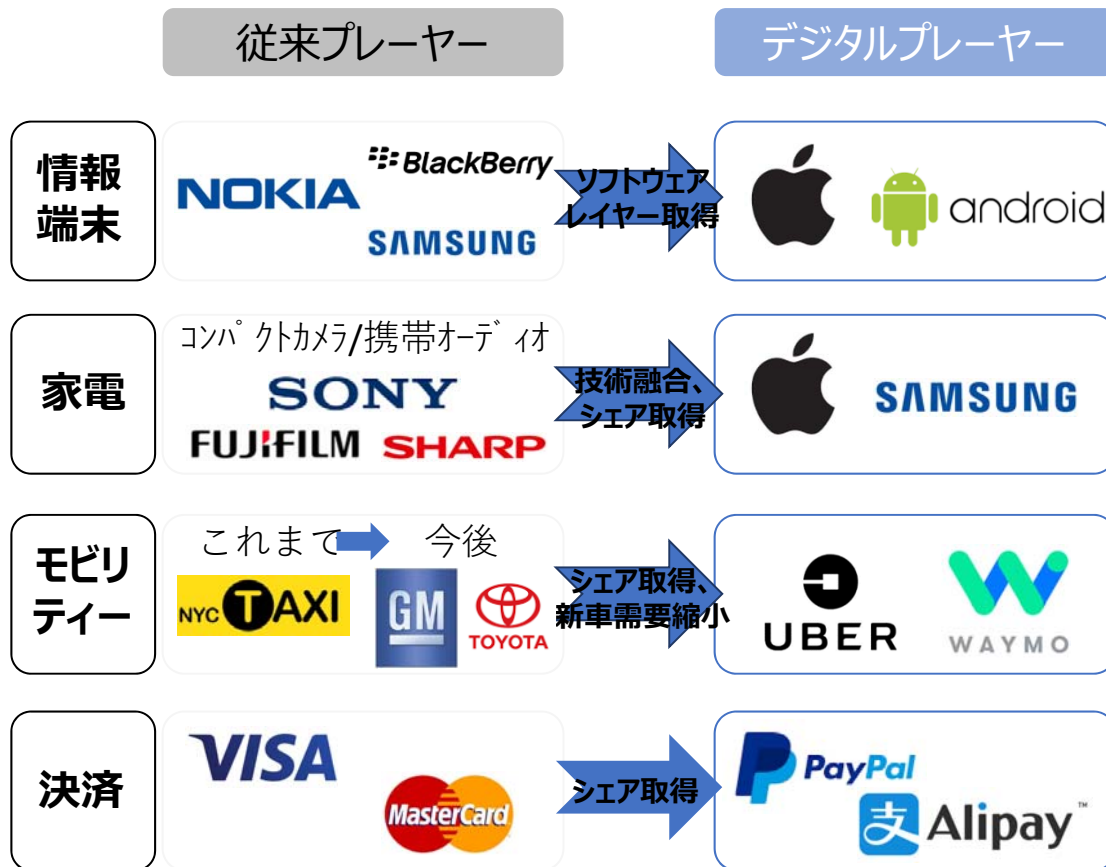 従来プレーヤー
デジタルプレーヤー
情報
端末
NOKIA
BlackBerry
SAMSUNG
ソフトウェア
レイヤー取得
android
家電
コンパクトカメラ/携帯オーディオ
SONY
FUJIFILM
SHARP
技術融合、
シェア取得
SAMSUNG
モビリ
ティー
これまで
今後
NYC TAXI
GM
TOYOTA
シェア取得、
新車需要縮小
UBER
WAYMO
決済
VISA
MasterCard
シェア取得
PayPal
支 Alipay™